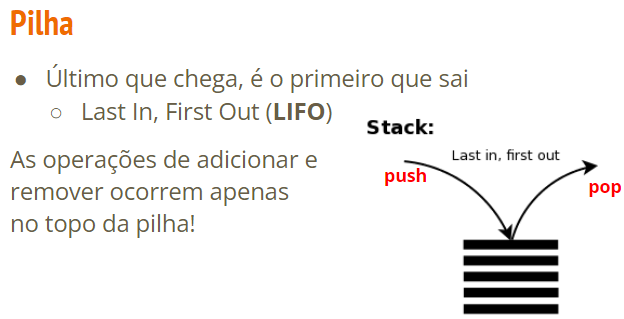 Pilha
● Último que chega, é o primeiro que sai
○ Last In, First Out (LIFO)
As operações de adicionar e
remover ocorrem apenas
no topo da pilha!
Stack:
Last in, first out
push
pop